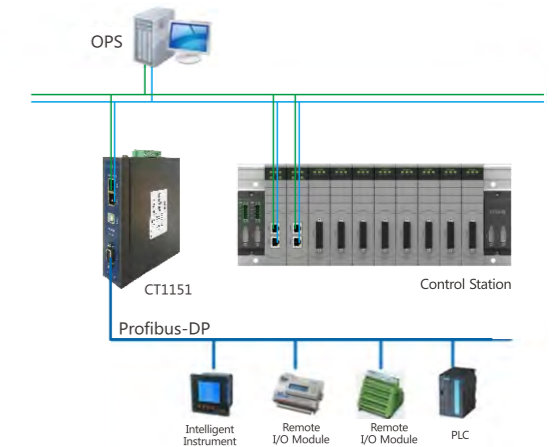 OPS
CT1151
Control Station
Profibus-DP
Intelligent
Instrument
Remote
I/O Module
Remote
I/O Module
PLC